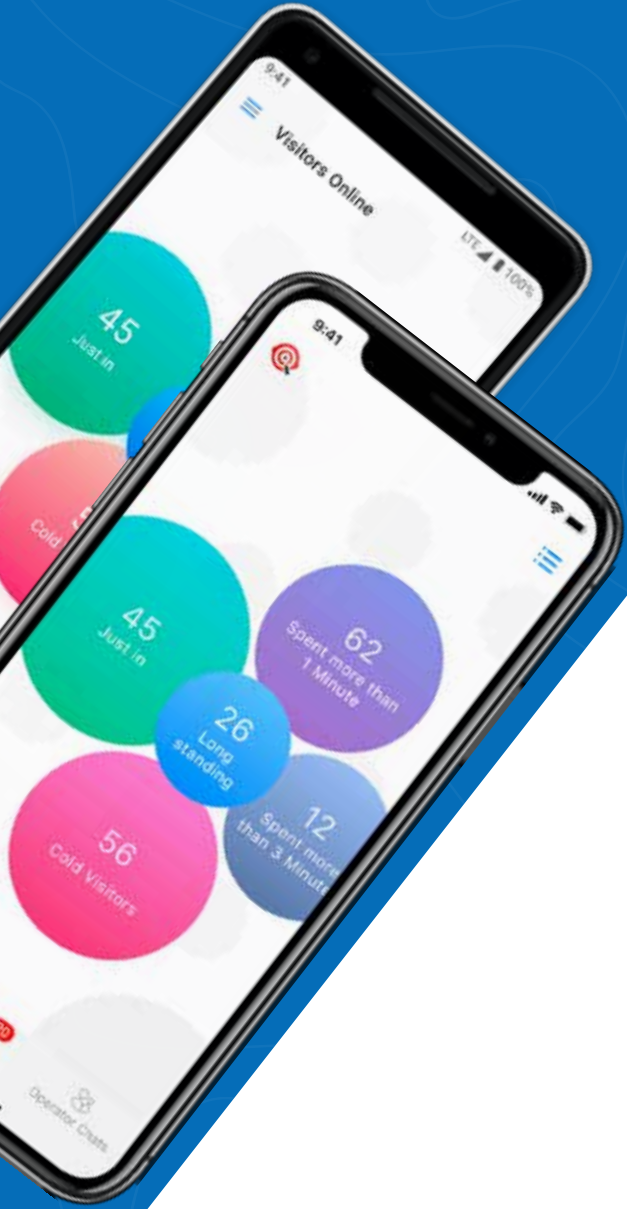 9:41
Visitors Online
LTE 100%
45
Just in
Cold
9:41
45
Just in
62
Spent more than
1 Minute
26
Long
standing
12
Spent more
than 3 Minute
56
Cold Visitors
Operator Chats